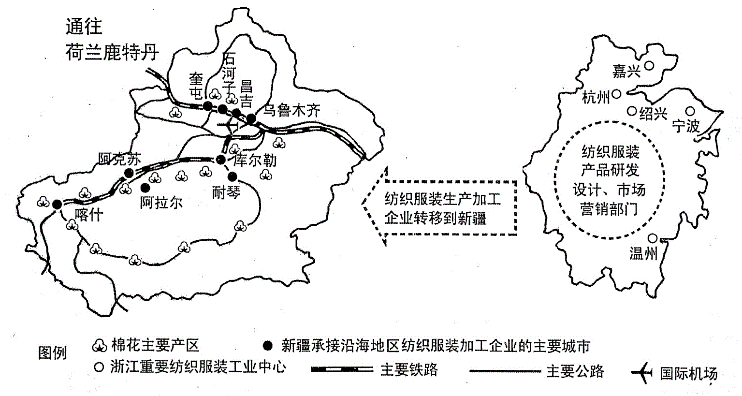 通往
荷兰鹿特丹
奎屯
石河子
昌吉
乌鲁木齐
阿克苏
库尔勒
阿拉尔
耐琴
喀什
纺织服装生产加工
企业转移到新疆
嘉兴
杭州
绍兴
宁波
纺织服装
产品研发
设计、市场
营销部门
温州
图例
棉花主要产区
新疆承接沿海地区纺织服装加工企业的主要城市
浙江重要纺织服装工业中心
主要铁路
主要公路
国际机场